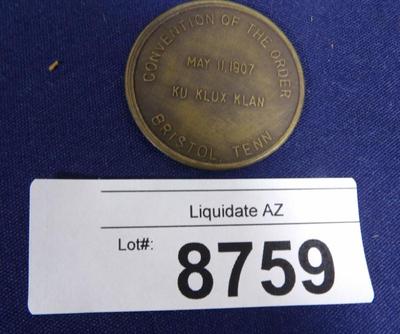 CONVENTION OF THE ORDER
MAY 11, 1907
KU KLUX KLAN
BRISTOL, TENN
Liquidate AZ
Lot#:
8759